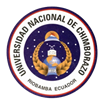 UNIVERSIDAD NACIONAL DE CHIMBORAZO
RIOBAMBA ECUADOR